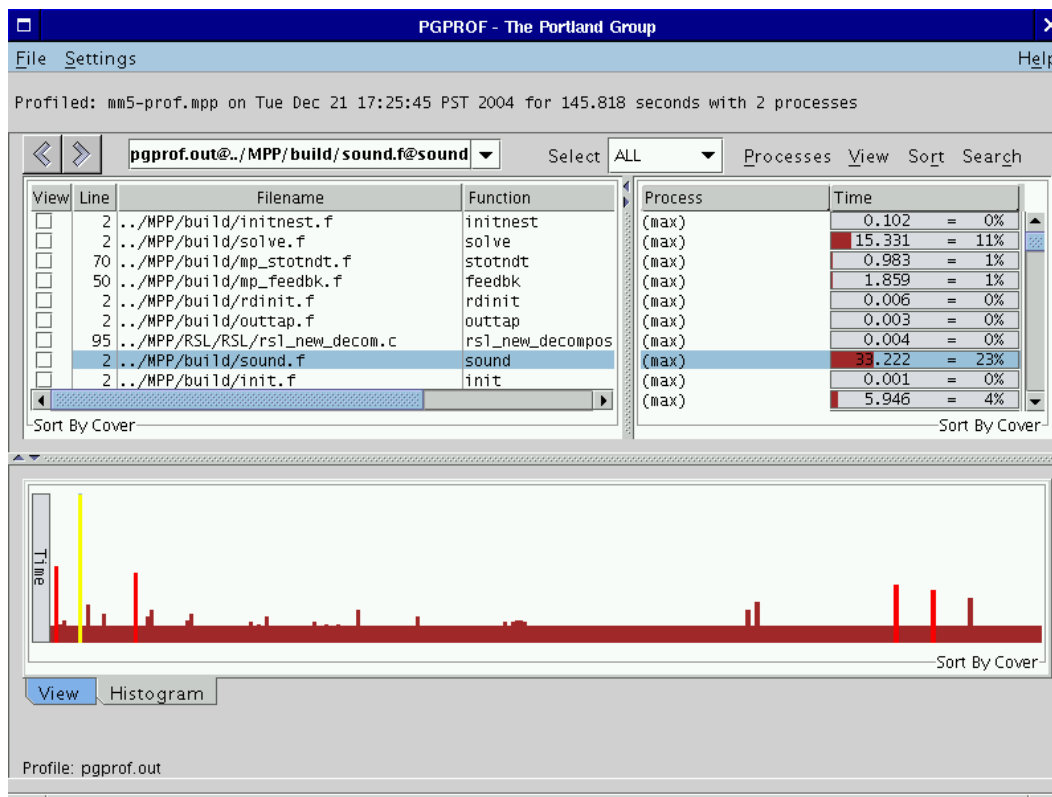 PGPROF - The Portland Group
File Settings Help
Profiled: mm5-prof.mpp on Tue Dec 21 17:25:45 PST 2004 for 145.818 seconds with 2 processes
pgprof.out@../MPP/build/sound.f@sound Select ALL Processes View Sort Search
View Line Filename Function Process Time
2 ../MPP/build/initnest.f initnest (max) 0.102 = 0%
2 ../MPP/build/solve.f solve (max) 15.331 = 11%
70 ../MPP/build/mp_stotndt.f stotndt (max) 0.983 = 1%
50 ../MPP/build/mp_feedbk.f feedbk (max) 1.859 = 1%
2 ../MPP/build/rdinit.f rdinit (max) 0.006 = 0%
2 ../MPP/build/outtap.f outtap (max) 0.003 = 0%
95 ../MPP/RSL/RSL/rsl_new_decom.c rsl_new_decompos (max) 0.004 = 0%
2 ../MPP/build/sound.f sound (max) 33.222 = 23%
2 ../MPP/build/init.f init (max) 0.001 = 0%
(max) 5.946 = 4%
Sort By Cover Sort By Cover
Time
Sort By Cover
View Histogram
Profile: pgprof.out